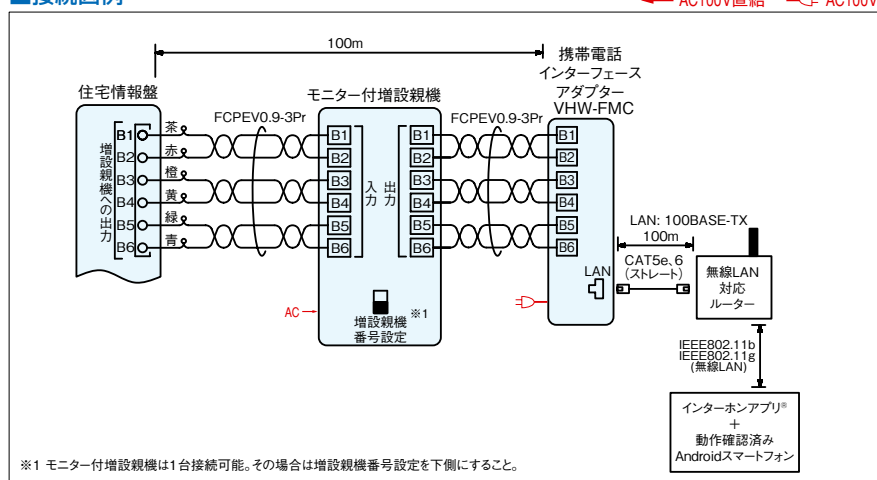 ■接続図例
AC100V直結
AC100V
100m
携帯電話
インターフェース
アダプター
VHW-FMC
住宅情報盤
モニター付増設親機
FCPEV0.9-3Pr
FCPEV0.9-3Pr
増設親機への出力
B1
B2
B3
B4
B5
B6
茶
赤
橙
黄
緑
青
B1
B2
B3
B4
B5
B6
入力
出力
B1
B2
B3
B4
B5
B6
B1
B2
B3
B4
B5
B6
AC
増設親機
番号設定
※1
LAN
LAN: 100BASE-TX
100m
CAT5e、6
(ストレート)
無線LAN
対応
ルーター
IEEE802.11b
IEEE802.11g
(無線LAN)
インターホンアプリ®
+
動作確認済み
Androidスマートフォン
※1 モニター付増設親機は1台接続可能。その場合は増設親機番号設定を下側にすること。